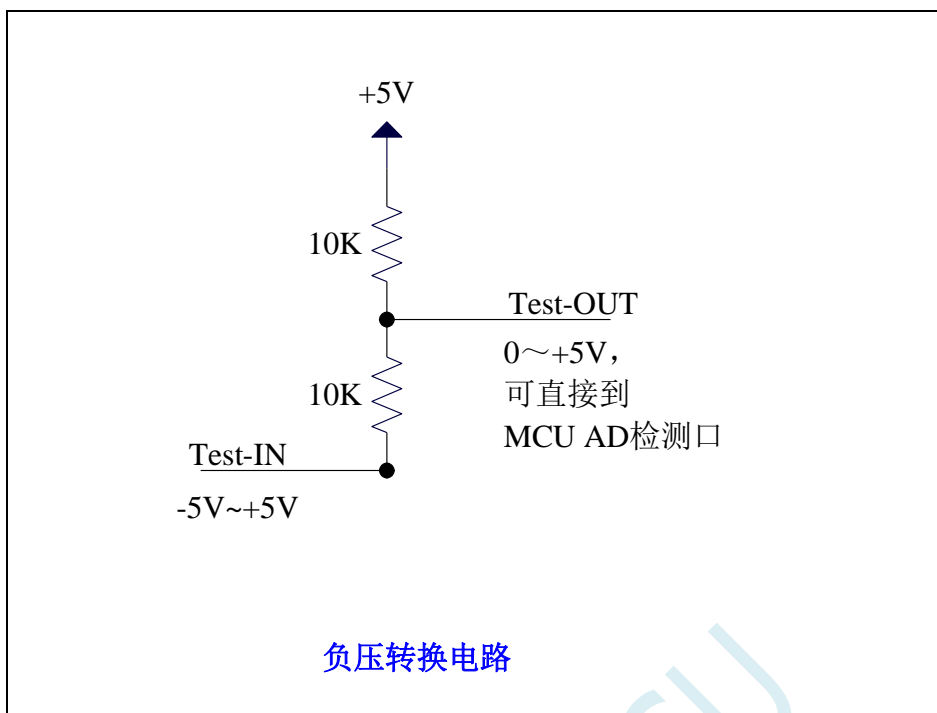 +5V
10K
Test-OUT
0～+5V，
可直接到
MCU AD检测口
10K
Test-IN
-5V~+5V
负压转换电路